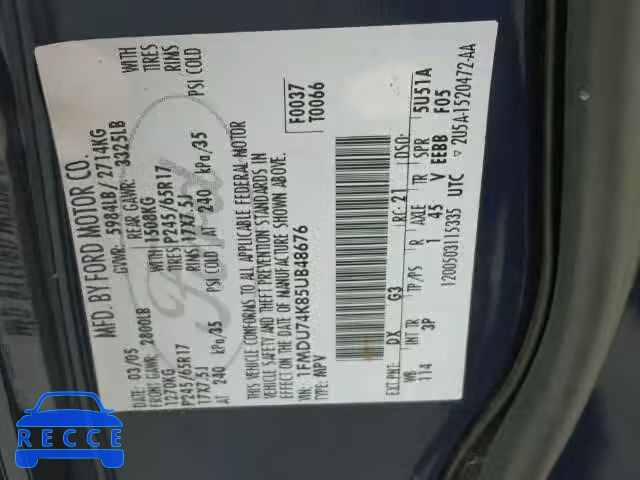 MFD. BY FORD MOTOR CO.
DATE: 03/05 GVWR: 5984LB/ 2714KG
FRONT GAWR: 2800LB REAR GAWR: 3325LB WITH
1270KG 1508KG WITH TIRES
P245/65R17 TIRES P245/65R17 RIMS
17X7.5J RIMS 17X7.5J
AT 240 kPa/35 PSI COLD AT 240 kPa/35 PSI COLD
THIS VEHICLE CONFORMS TO ALL APPLICABLE FEDERAL MOTOR
VEHICLE SAFETY AND THEFT PREVENTION STANDARDS IN
EFFECT ON THE DATE OF MANUFACTURE SHOWN ABOVE.
VIN: 1FMDU74K85UB48676 F0037
TYPE: MPV T0066
EXT PNT: DX G3 RC: 21 DSO: 5U51A
WB INT TR TP/PS R AXLE TR SPR F05
114 3P 1 45 V EEBB
1200503115335 UTC 2U5A-1520472-AA
Ford
RECCE